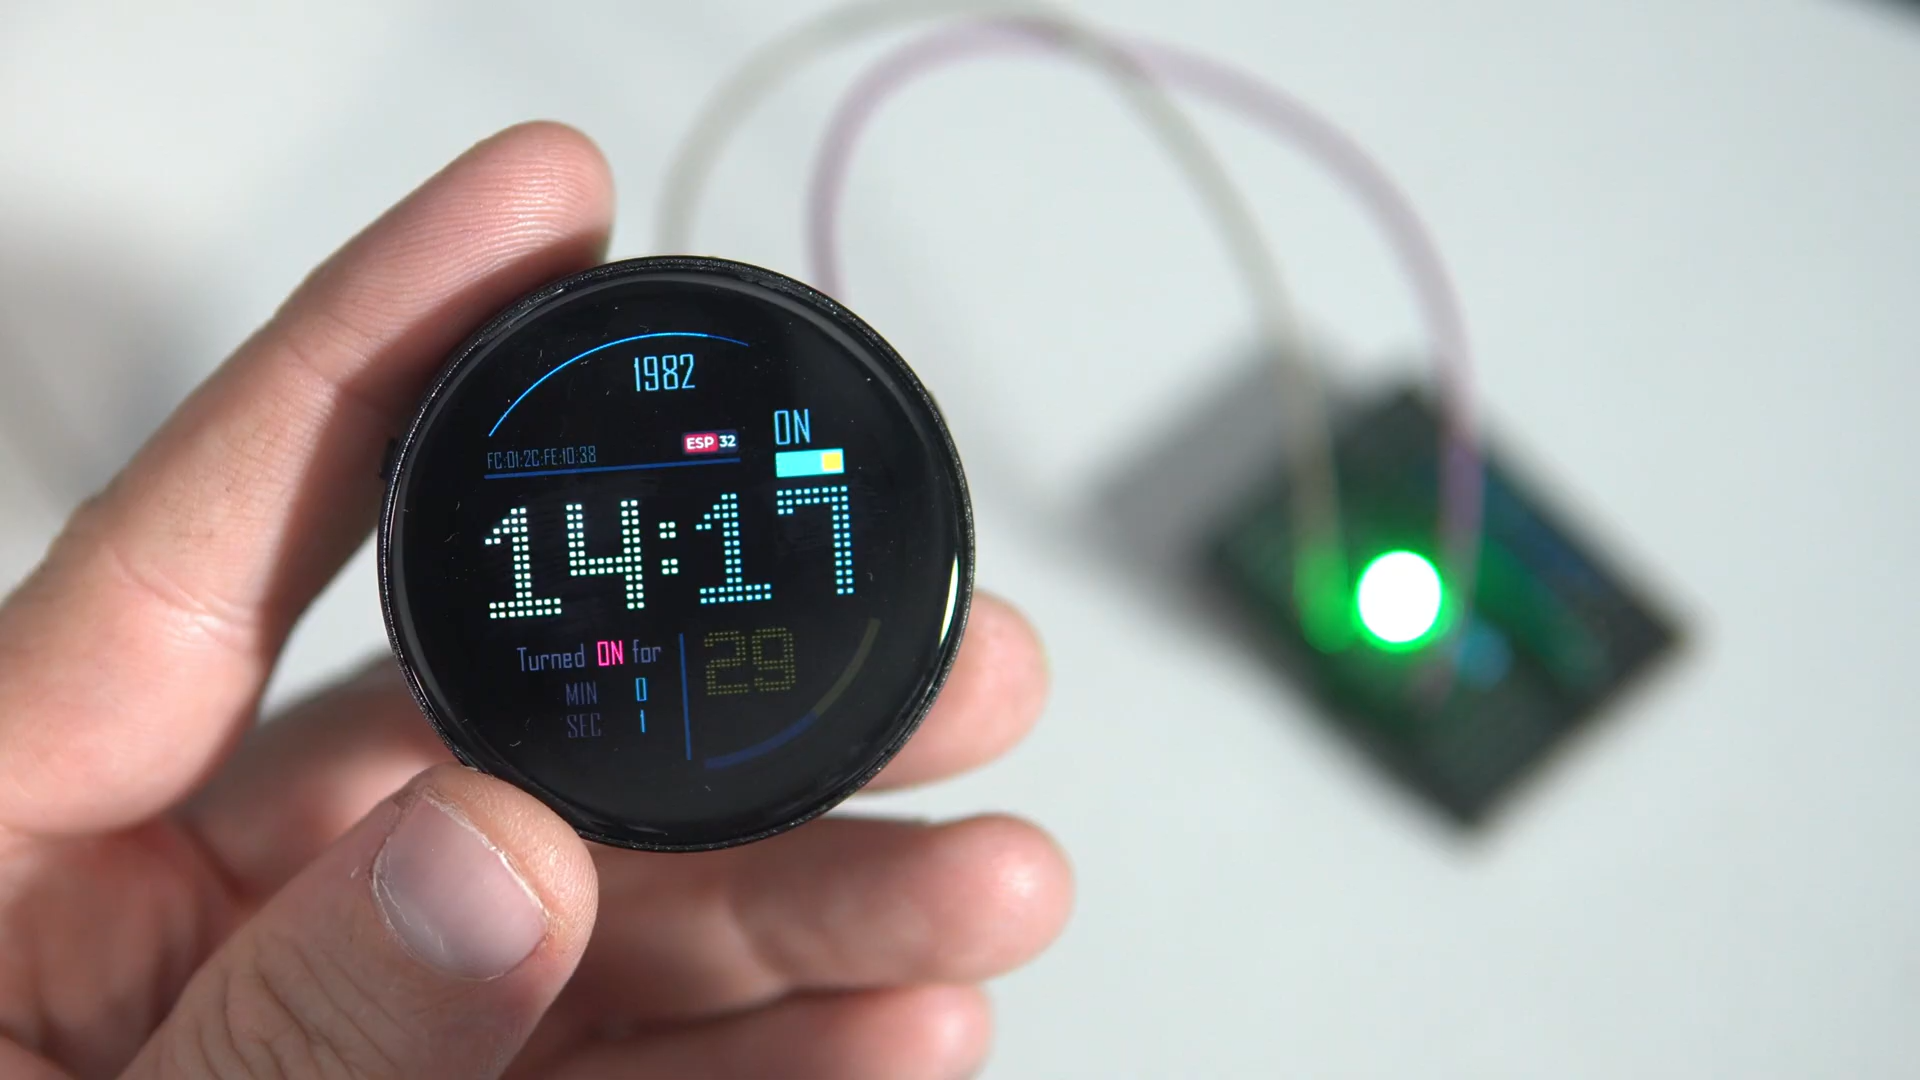 1982
ON
FC:01:2C:FE:10:38
ESP 32
14:17
Turned ON for
MIN 0
SEC 1
29